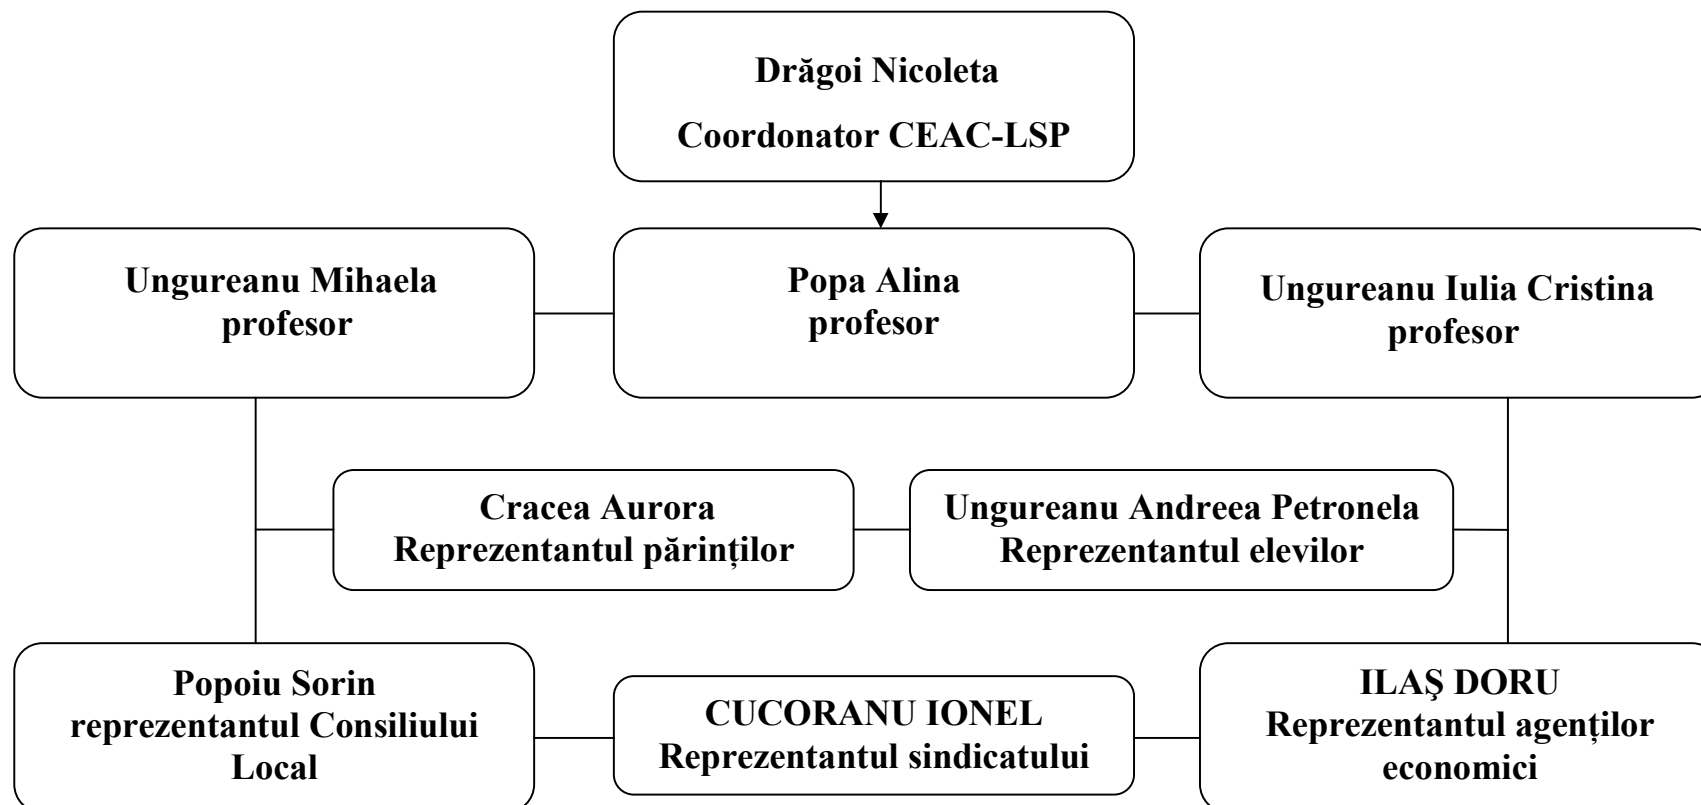 Drăgoi Nicoleta
Coordonator CEAC-LSP
Ungureanu Mihaela
profesor
Popa Alina
profesor
Ungureanu Iulia Cristina
profesor
Cracea Aurora
Reprezentantul părinților
Ungureanu Andreea Petronela
Reprezentantul elevilor
Popoiu Sorin
reprezentantul Consiliului
Local
CUCORANU IONEL
Reprezentantul sindicatului
ILAŞ DORU
Reprezentantul agenților
economici